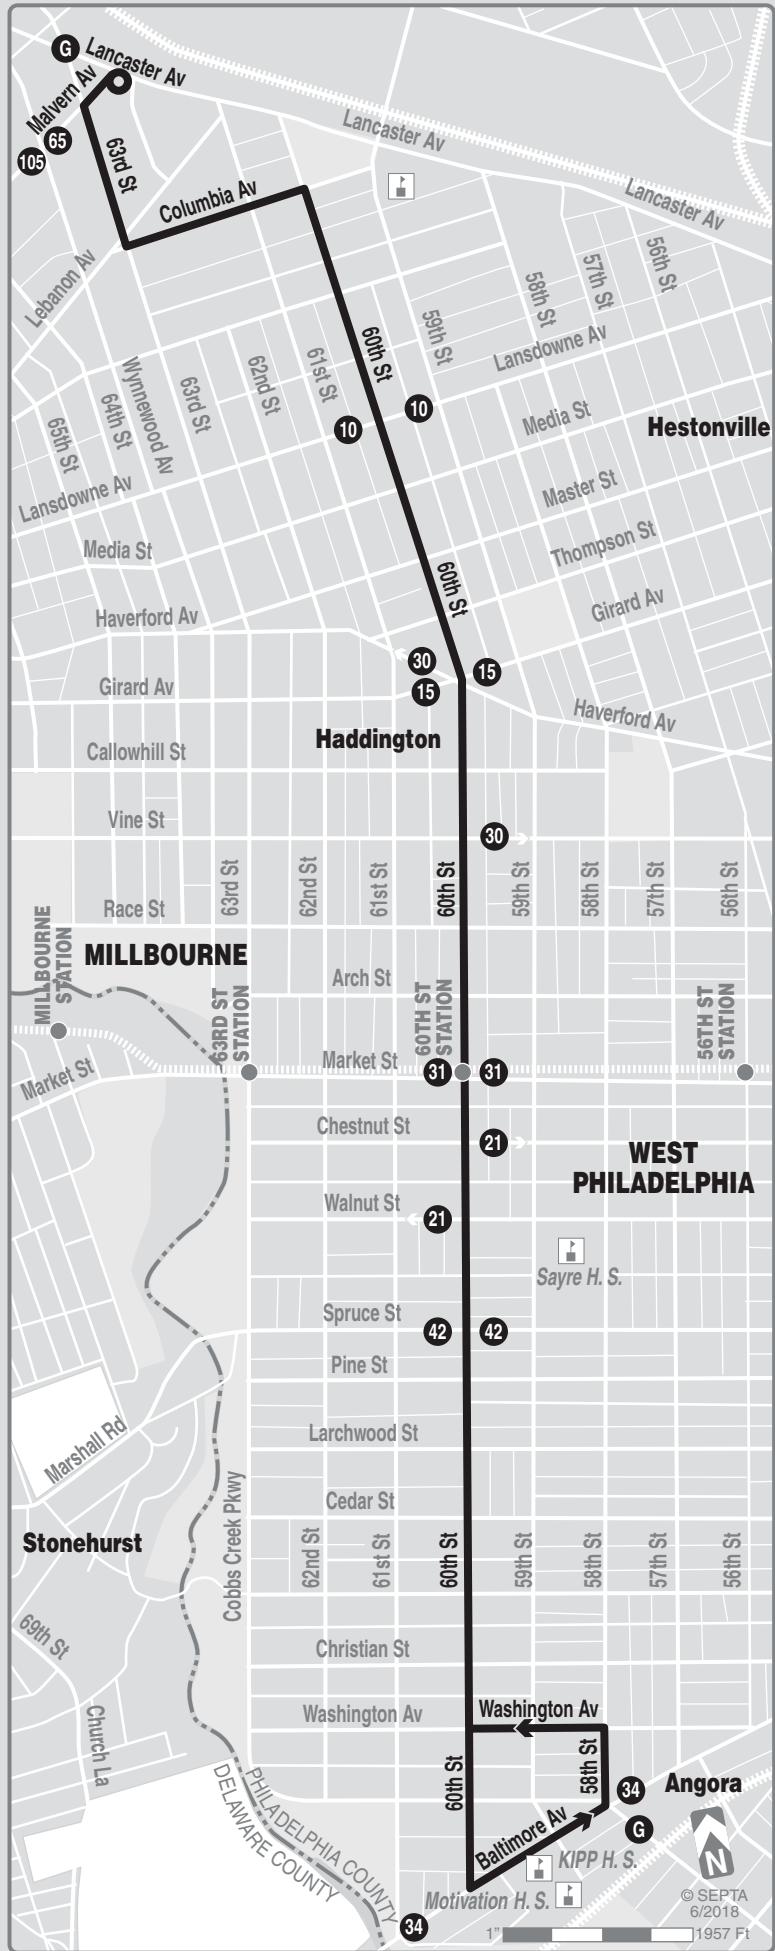 G
Lancaster Av
Malvern Av
65
105
63rd St
Columbia Av
Lancaster Av
Lancaster Av
Lebanon Av
60th St
59th St
58th St
57th St
56th St
Lansdowne Av
65th St
64th St
Wynnewood Av
63rd St
62nd St
61st St
10
10
Media St
Hestonville
Lansdowne Av
Master St
Media St
Thompson St
60th St
Girard Av
Haverford Av
30
15
15
Girard Av
Haverford Av
Haddington
Callowhill St
Vine St
30
63rd St
62nd St
61st St
60th St
59th St
58th St
57th St
56th St
Race St
MILLBOURNE
STATION
MILLBOURNE
Arch St
63RD ST
STATION
60TH ST
STATION
56TH ST
STATION
Market St
Market St
31
31
Chestnut St
21
WEST
PHILADELPHIA
Walnut St
21
Sayre H. S.
Spruce St
42
42
Pine St
Marshall Rd
Larchwood St
Cedar St
Cobbs Creek Pkwy
Stonehurst
62nd St
61st St
60th St
59th St
58th St
57th St
56th St
69th St
Christian St
Church La
Washington Av
Washington Av
60th St
58th St
34
Angora
G
Baltimore Av
KIPP H. S.
PHILADELPHIA COUNTY
DELAWARE COUNTY
Motivation H. S.
34
N
© SEPTA
6/2018
1"
1957 Ft